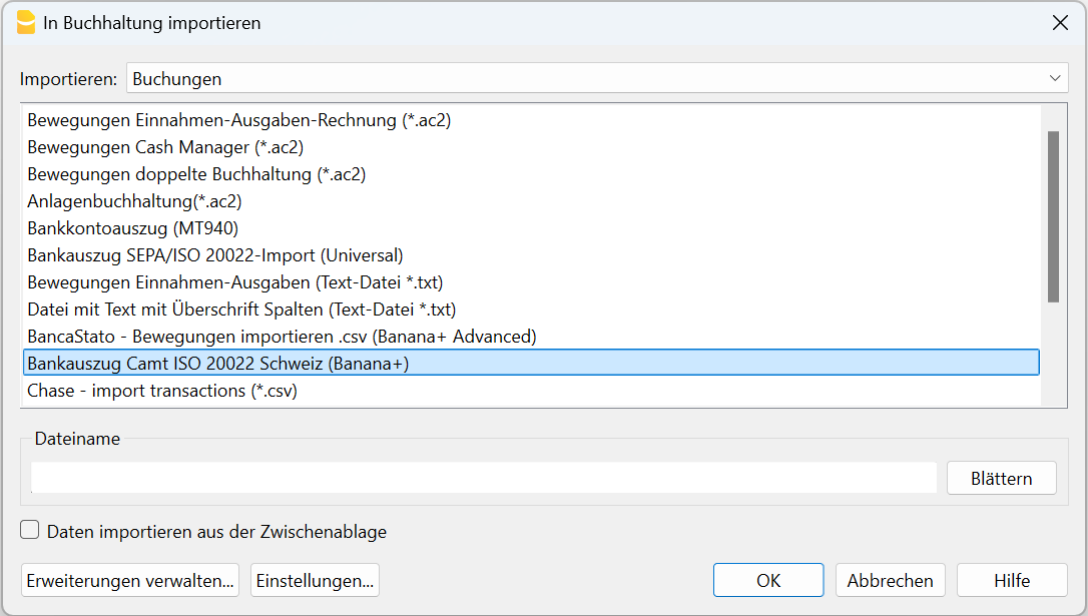 In Buchhaltung importieren
Importieren: Buchungen
Bewegungen Einnahmen-Ausgaben-Rechnung (*.ac2)
Bewegungen Cash Manager (*.ac2)
Bewegungen doppelte Buchhaltung (*.ac2)
Anlagenbuchhaltung(*.ac2)
Bankkontoauszug (MT940)
Bankauszug SEPA/ISO 20022-Import (Universal)
Bewegungen Einnahmen-Ausgaben (Text-Datei *.txt)
Datei mit Text mit Überschrift Spalten (Text-Datei *.txt)
BancaStato - Bewegungen importieren .csv (Banana+ Advanced)
Bankauszug Camt ISO 20022 Schweiz (Banana+)
Chase - import transactions (*.csv)
Dateiname
Blättern
Daten importieren aus der Zwischenablage
Erweiterungen verwalten... Einstellungen... OK Abbrechen Hilfe